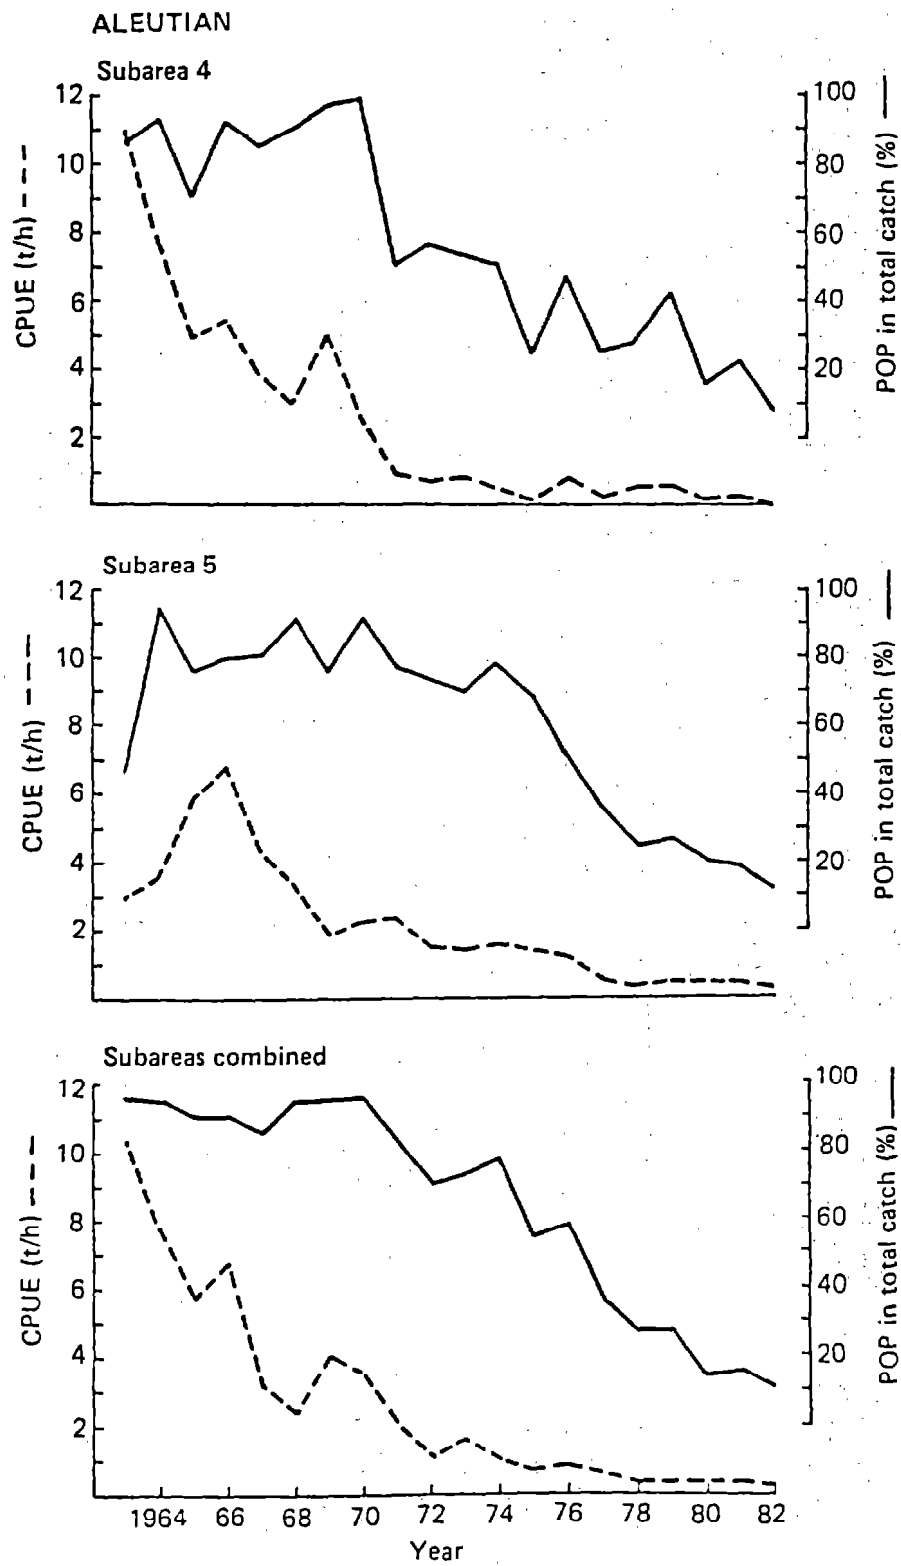 ALEUTIAN
Subarea 4
12
10
8
6
4
2
CPUE (t/h)
100
80
60
40
20
POP in total catch (%)
Subarea 5
12
10
8
6
4
2
CPUE (t/h)
100
80
60
40
20
POP in total catch (%)
Subareas combined
12
10
8
6
4
2
CPUE (t/h)
100
80
60
40
20
POP in total catch (%)
1964 66 68 70 72 74 76 78 80 82
Year